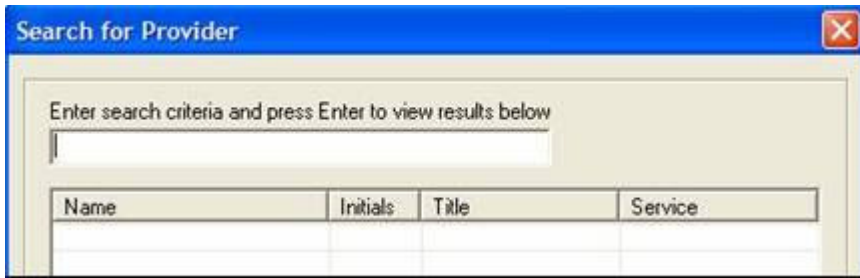 Search for Provider
Enter search criteria and press Enter to view results below
Name Initials Title Service